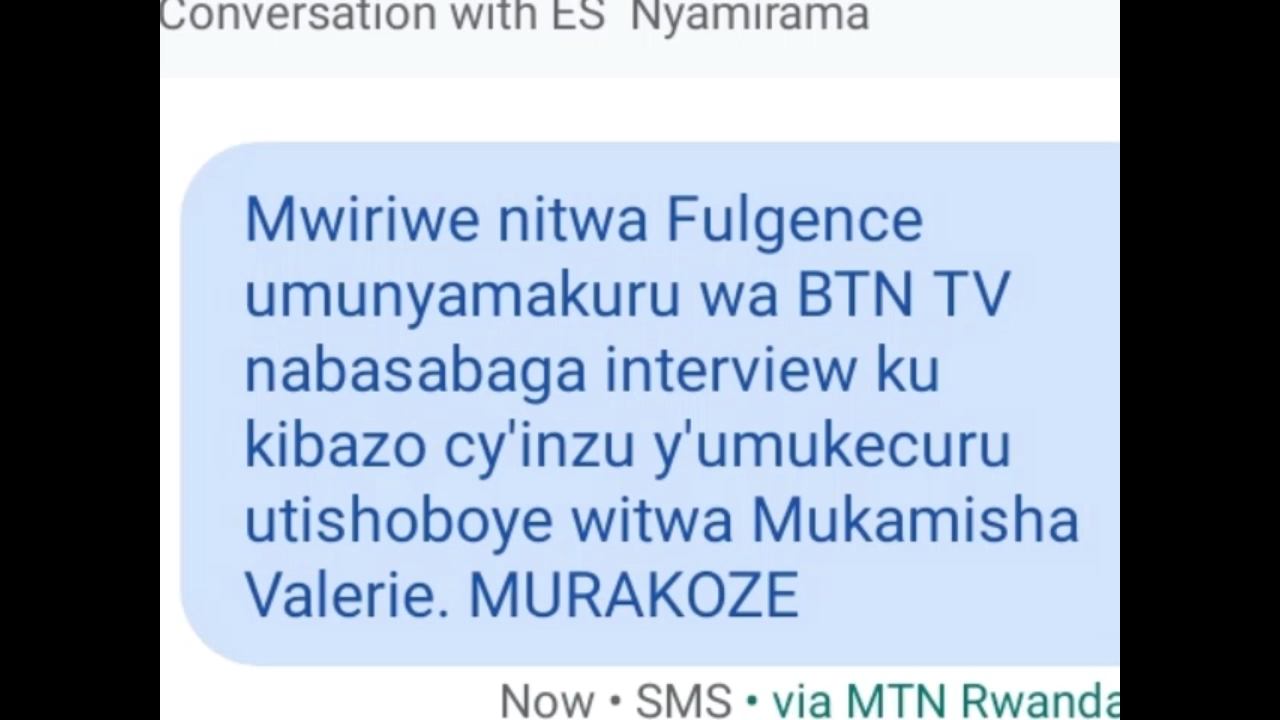 Conversation with ES Nyamirama
Mwiriwe nitwa Fulgence
umunyamakuru wa BTN TV
nabasabaga interview ku
kibazo cy'inzu y'umukecuru
utishoboye witwa Mukamisha
Valerie. MURAKOZE
Now • SMS • via MTN Rwanda